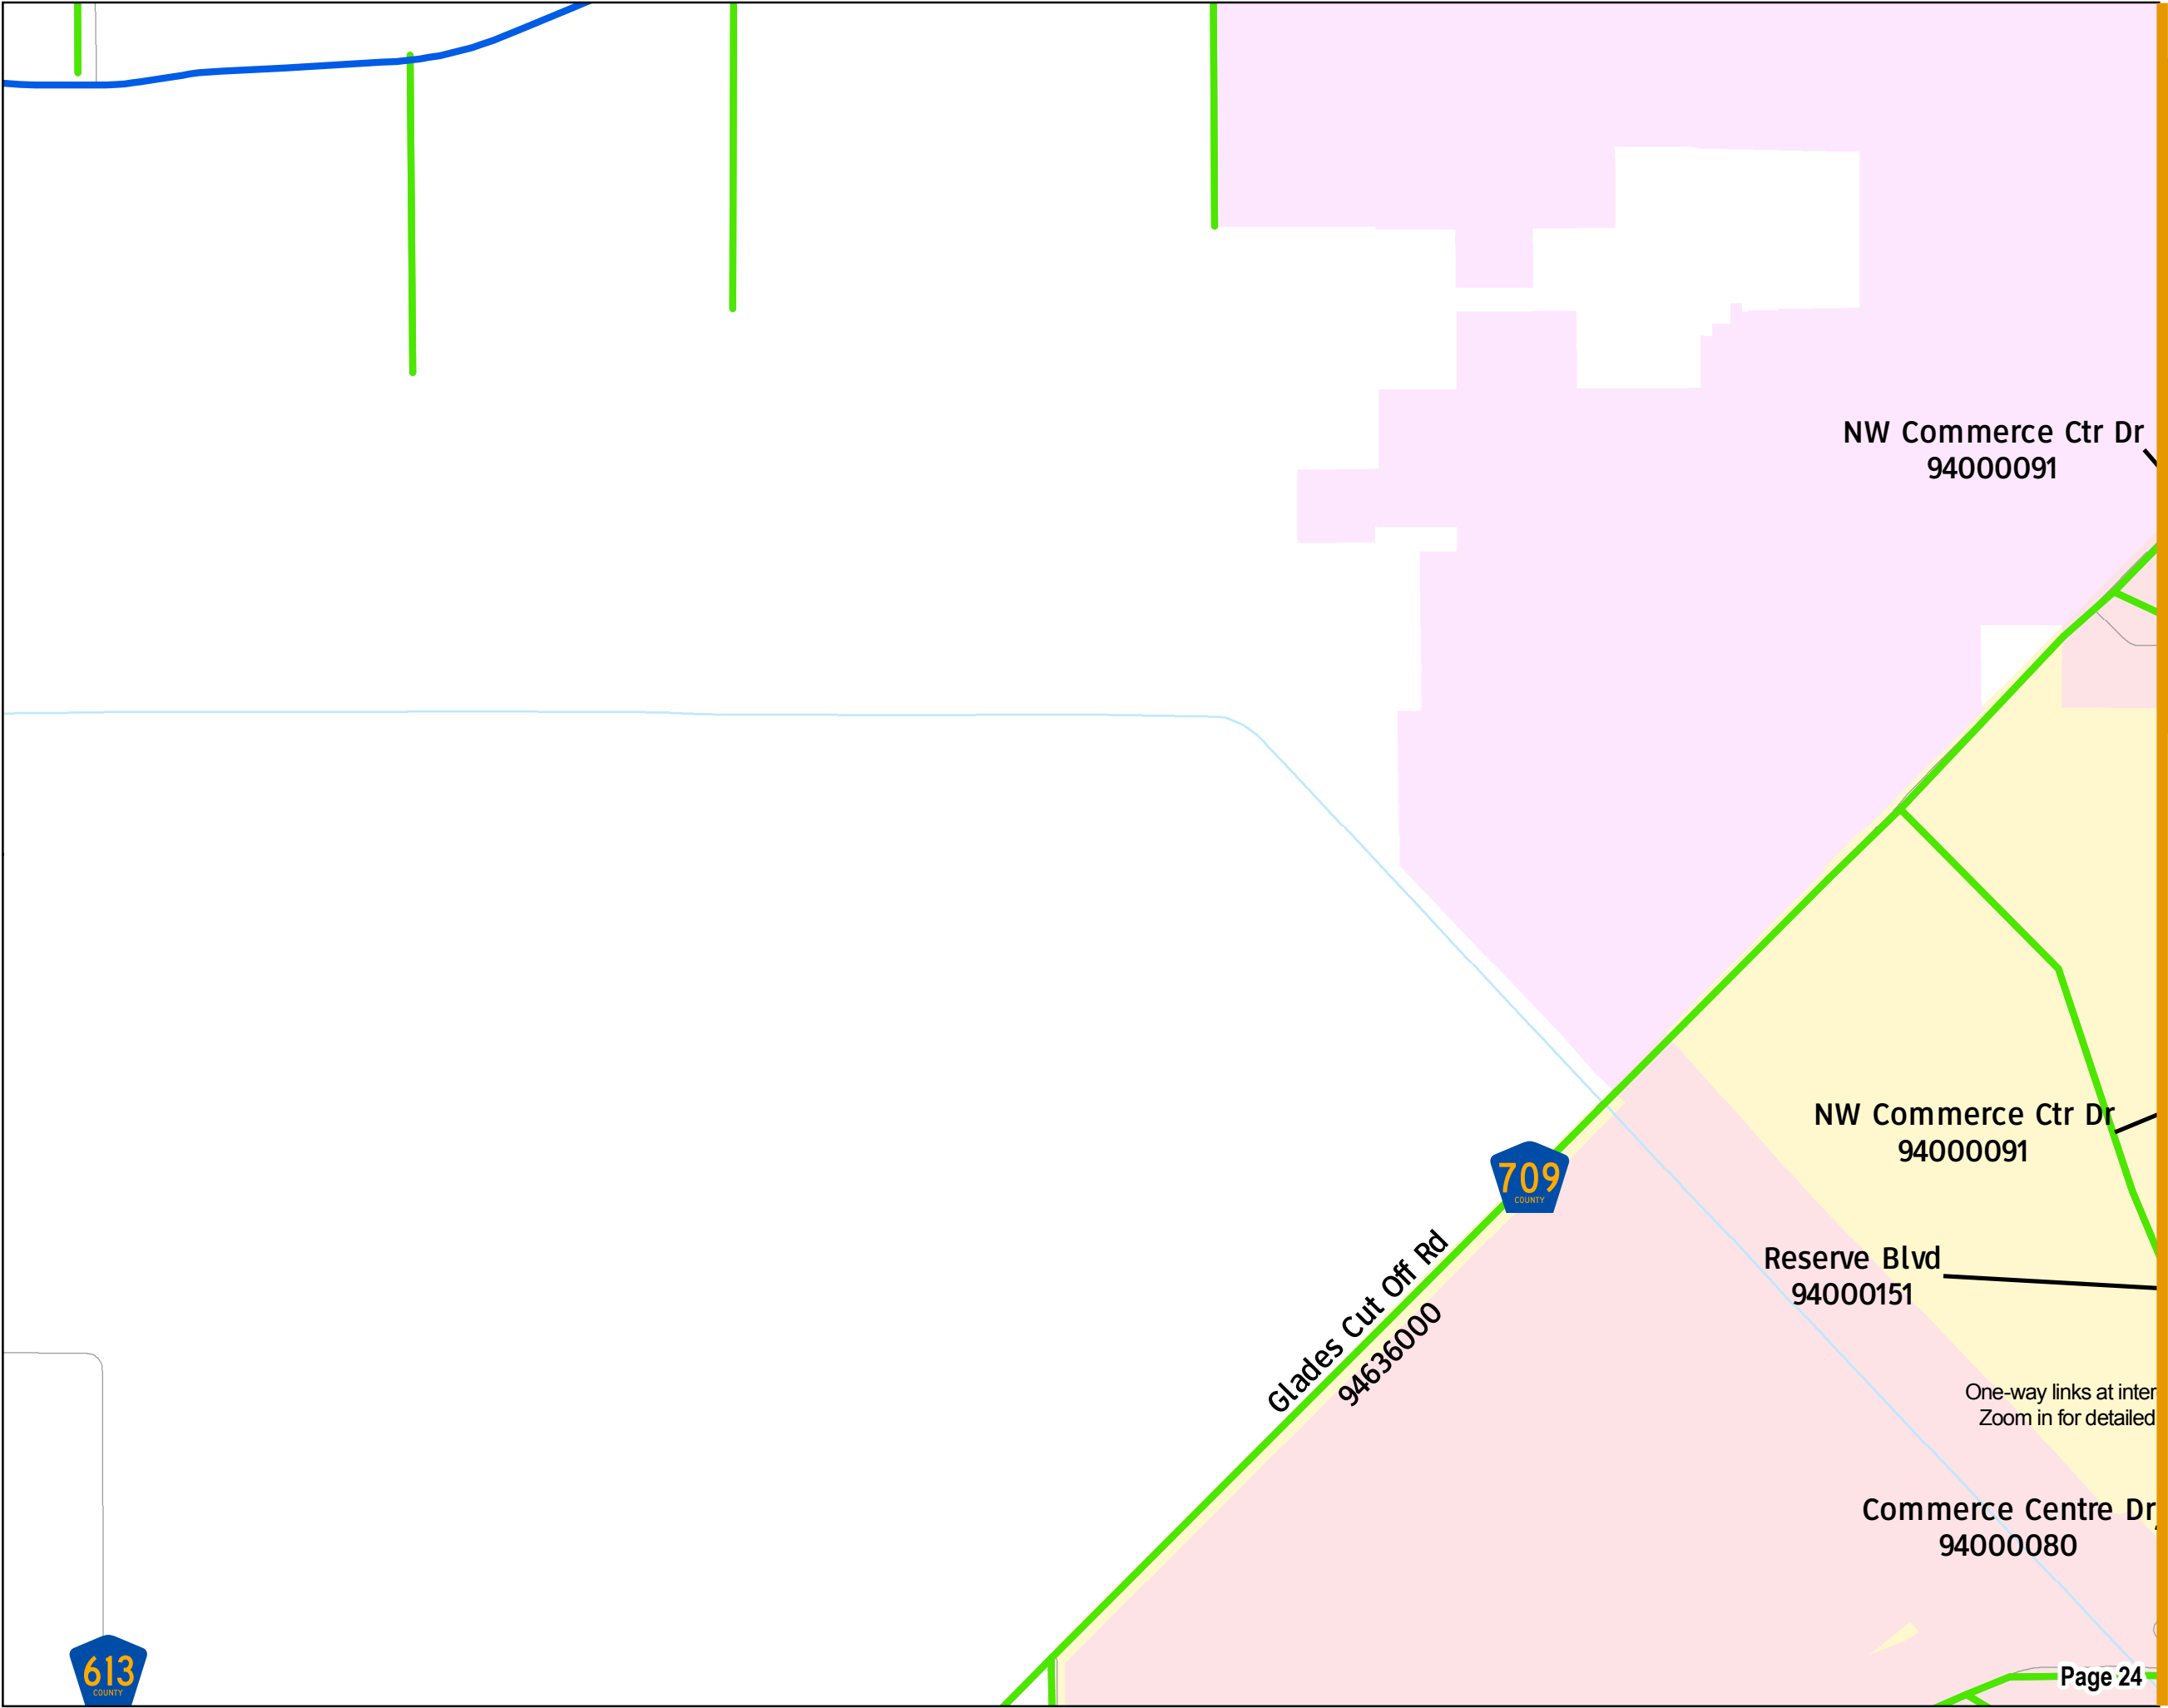 NW Commerce Ctr Dr
94000091
NW Commerce Ctr Dr
94000091
709
COUNTY
Glades Cut Off Rd
94636000
Reserve Blvd
94000151
One-way links at inter
Zoom in for detailed
Commerce Centre Dr
94000080
613
COUNTY
Page 24